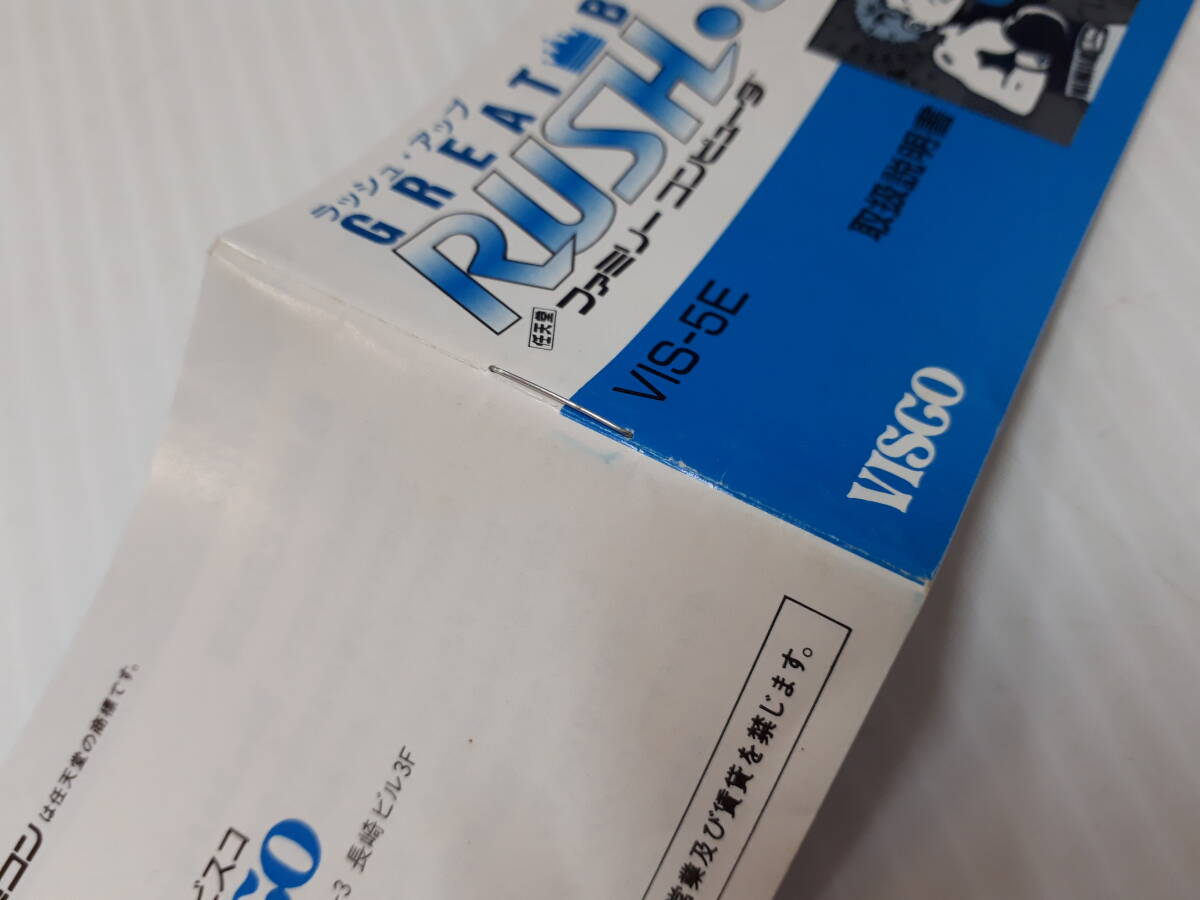 ラッシュ・アップ
GREAT B
RUSH・
任天堂
ファミリーコンピュータ
取扱説明書
VIS-5E
VISCO
コン は任天堂の商標です。
ビスコ
CO
-3 長崎ビル3F
営業及び賃貸を禁じます。